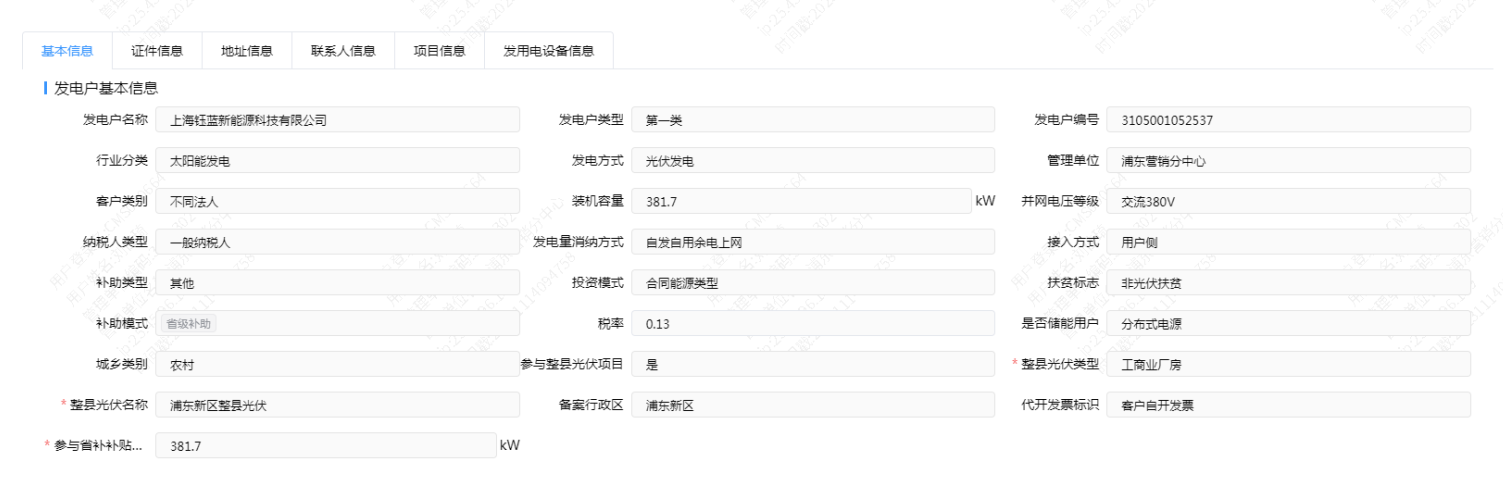 基本信息 证件信息 地址信息 联系人信息 项目信息 发用电设备信息
发电户基本信息
发电户名称 上海钰蓝新能源科技有限公司 发电户类型 第一类 发电户编号 3105001052537
行业分类 太阳能发电 发电方式 光伏发电 管理单位 浦东营销分中心
客户类别 不同法人 装机容量 381.7 kW 并网电压等级 交流380V
纳税人类型 一般纳税人 发电量消纳方式 自发自用余电上网 接入方式 用户侧
补助类型 其他 投资模式 合同能源类型 扶贫标志 非光伏扶贫
补助模式 省级补助 税率 0.13 是否储能用户 分布式电源
城乡类别 农村 参与整县光伏项目 是 * 整县光伏类型 工商业厂房
* 整县光伏名称 浦东新区整县光伏 备案行政区 浦东新区 代开发票标识 客户自开发票
* 参与省补补贴... 381.7 kW